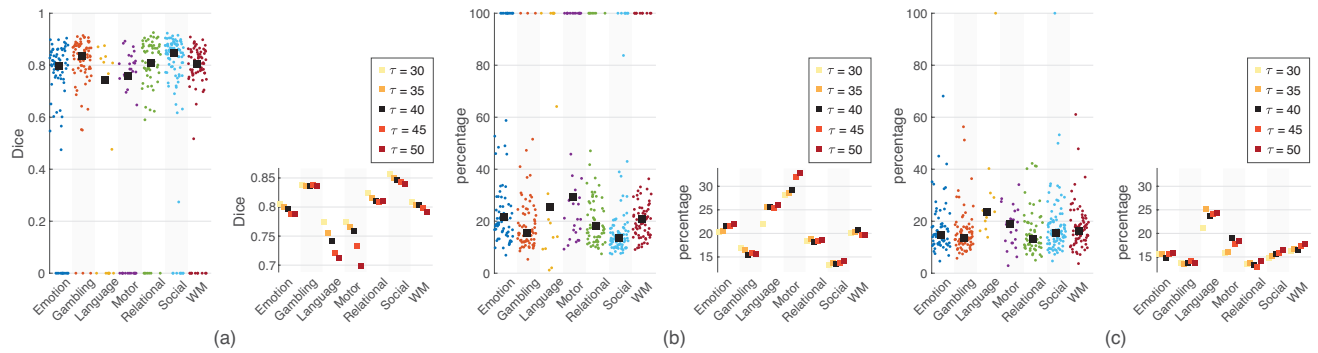 Dice
1
0.8
0.6
0.4
0.2
0
Emotion
Gambling
Language
Motor
Relational
Social
WM
τ = 30
τ = 35
τ = 40
τ = 45
τ = 50
Dice
0.85
0.8
0.75
0.7
Emotion
Gambling
Language
Motor
Relational
Social
WM
(a)
percentage
100
80
60
40
20
0
Emotion
Gambling
Language
Motor
Relational
Social
WM
τ = 30
τ = 35
τ = 40
τ = 45
τ = 50
percentage
30
25
20
15
Emotion
Gambling
Language
Motor
Relational
Social
WM
(b)
percentage
100
80
60
40
20
0
Emotion
Gambling
Language
Motor
Relational
Social
WM
τ = 30
τ = 35
τ = 40
τ = 45
τ = 50
percentage
30
25
20
15
Emotion
Gambling
Language
Motor
Relational
Social
WM
(c)